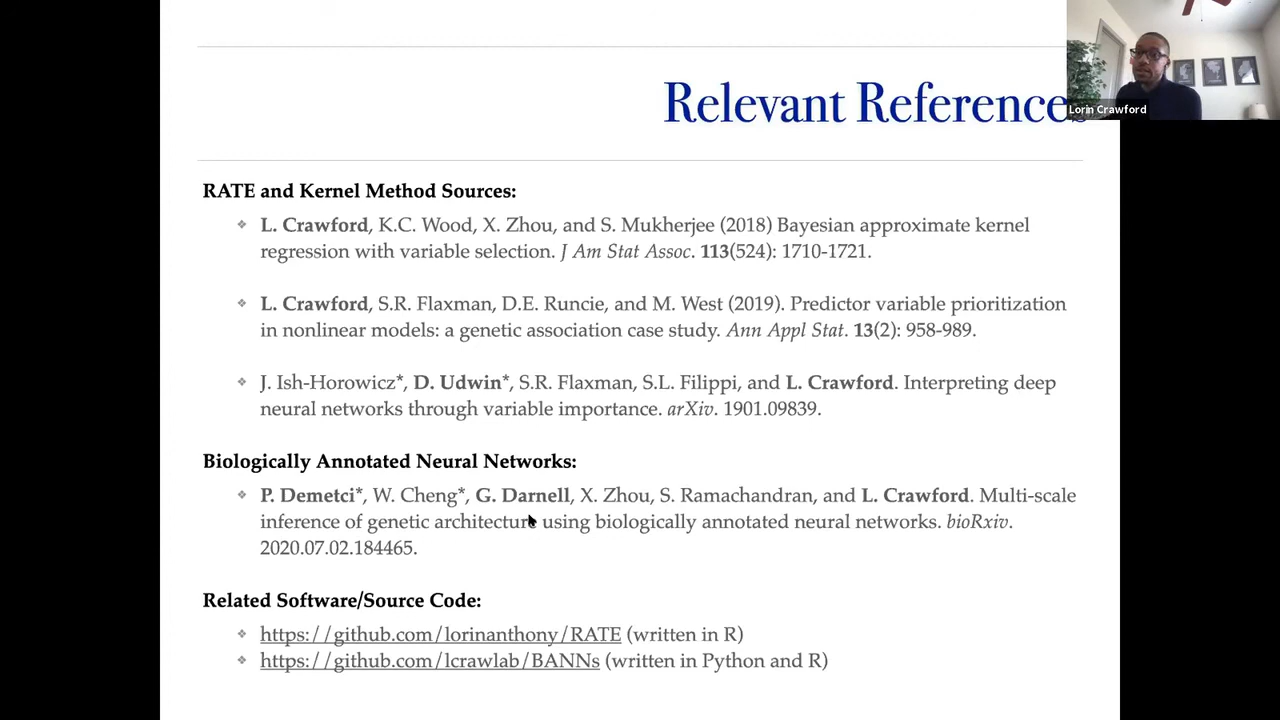 Relevant References
Lorin Crawford
RATE and Kernel Method Sources:
❖ L. Crawford, K.C. Wood, X. Zhou, and S. Mukherjee (2018) Bayesian approximate kernel
regression with variable selection. J Am Stat Assoc. 113(524): 1710-1721.
❖ L. Crawford, S.R. Flaxman, D.E. Runcie, and M. West (2019). Predictor variable prioritization
in nonlinear models: a genetic association case study. Ann Appl Stat. 13(2): 958-989.
❖ J. Ish-Horowicz*, D. Udwin*, S.R. Flaxman, S.L. Filippi, and L. Crawford. Interpreting deep
neural networks through variable importance. arXiv. 1901.09839.
Biologically Annotated Neural Networks:
❖ P. Demetci*, W. Cheng*, G. Darnell, X. Zhou, S. Ramachandran, and L. Crawford. Multi-scale
inference of genetic architecture using biologically annotated neural networks. bioRxiv.
2020.07.02.184465.
Related Software/Source Code:
❖ https://github.com/lorinanthony/RATE (written in R)
❖ https://github.com/lcrawlab/BANNs (written in Python and R)